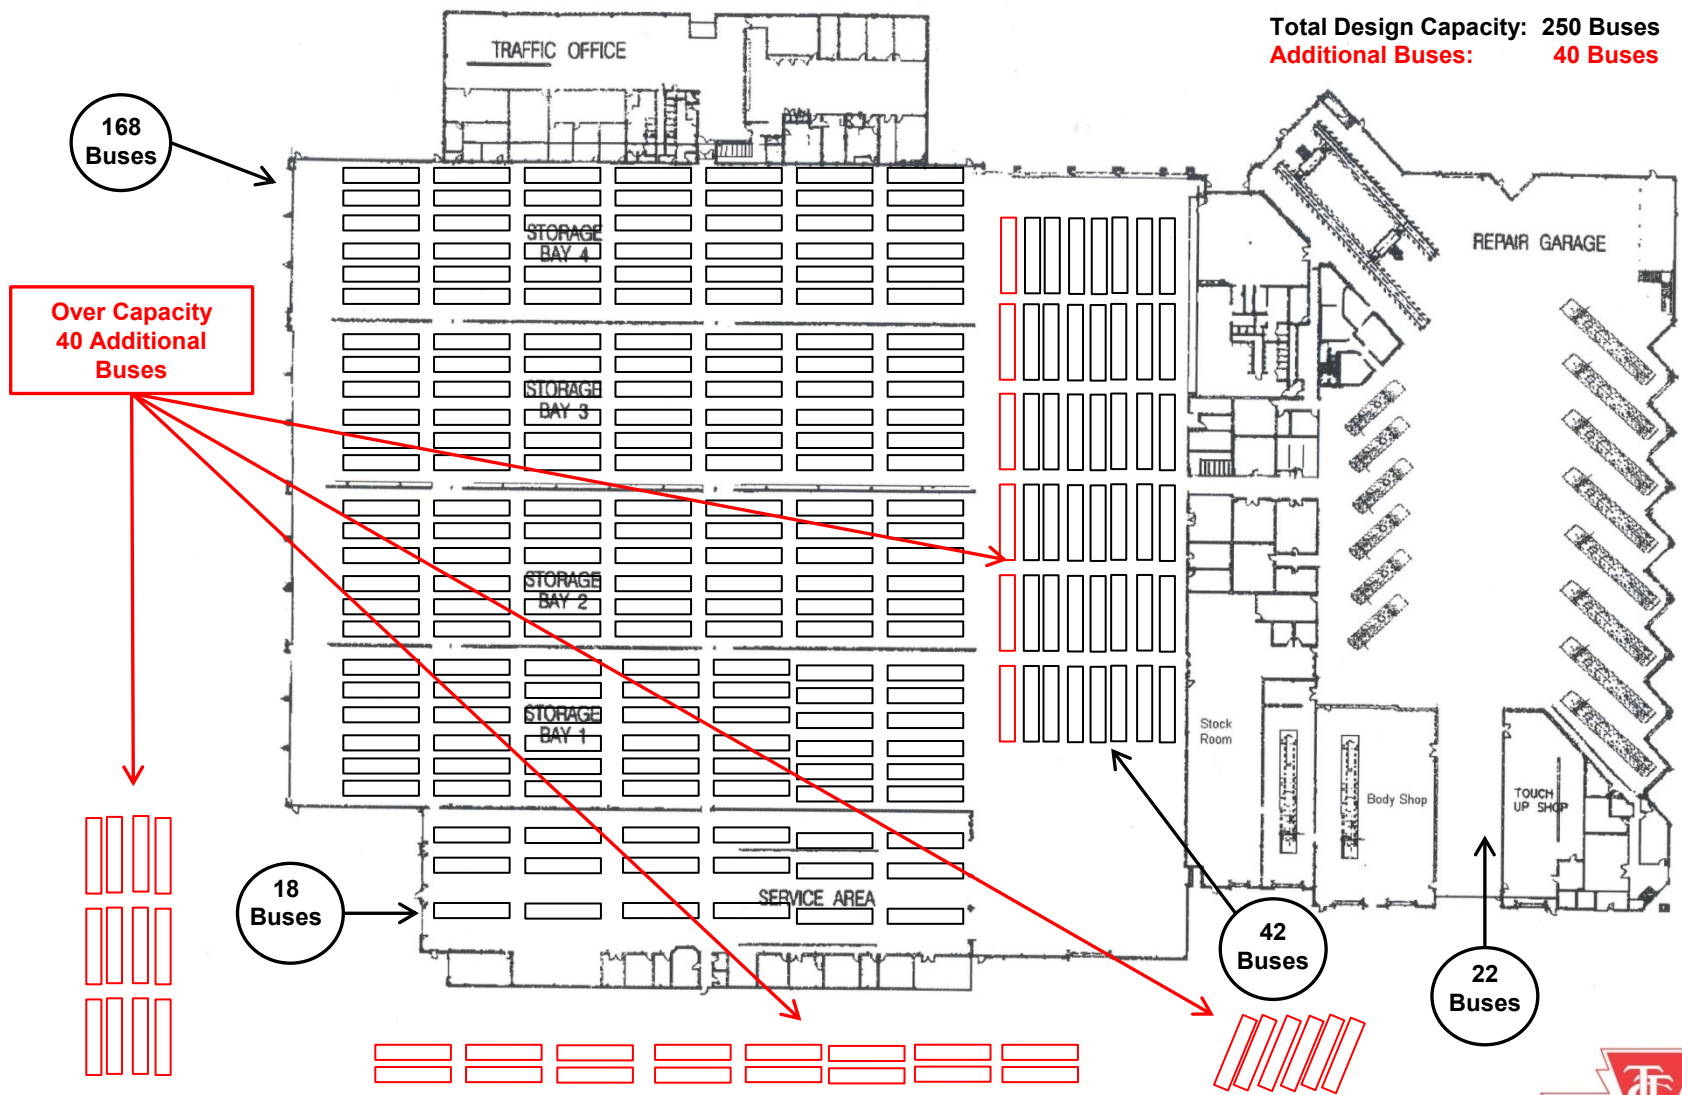 Total Design Capacity: 250 Buses
Additional Buses: 40 Buses
TRAFFIC OFFICE
168
Buses
STORAGE
BAY 4
REPAIR GARAGE
Over Capacity
40 Additional
Buses
STORAGE
BAY 3
STORAGE
BAY 2
STORAGE
BAY 1
Stock
Room
Body Shop
TOUCH
UP SHOP
18
Buses
SERVICE AREA
42
Buses
22
Buses